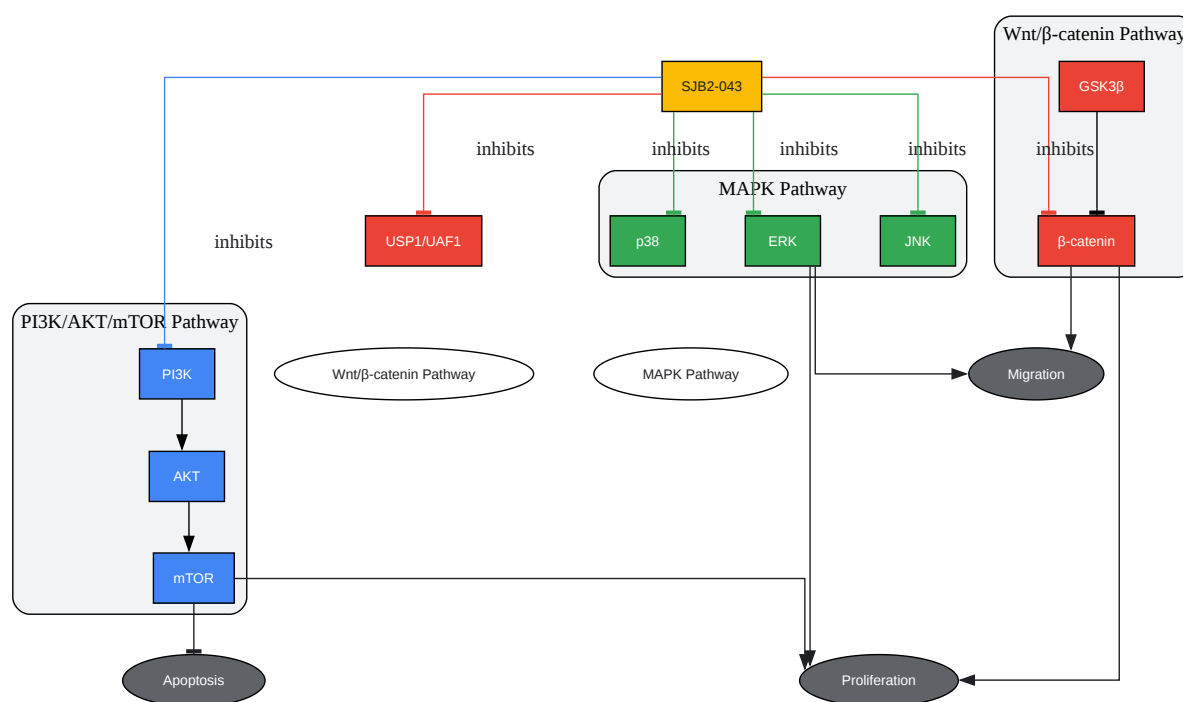 Wnt/β-catenin Pathway
SJB2-043
GSK3β
inhibits
inhibits
inhibits
inhibits
inhibits
MAPK Pathway
USP1/UAF1
p38
ERK
JNK
β-catenin
inhibits
PI3K/AKT/mTOR Pathway
PI3K
Wnt/β-catenin Pathway
MAPK Pathway
Migration
AKT
mTOR
Apoptosis
Proliferation